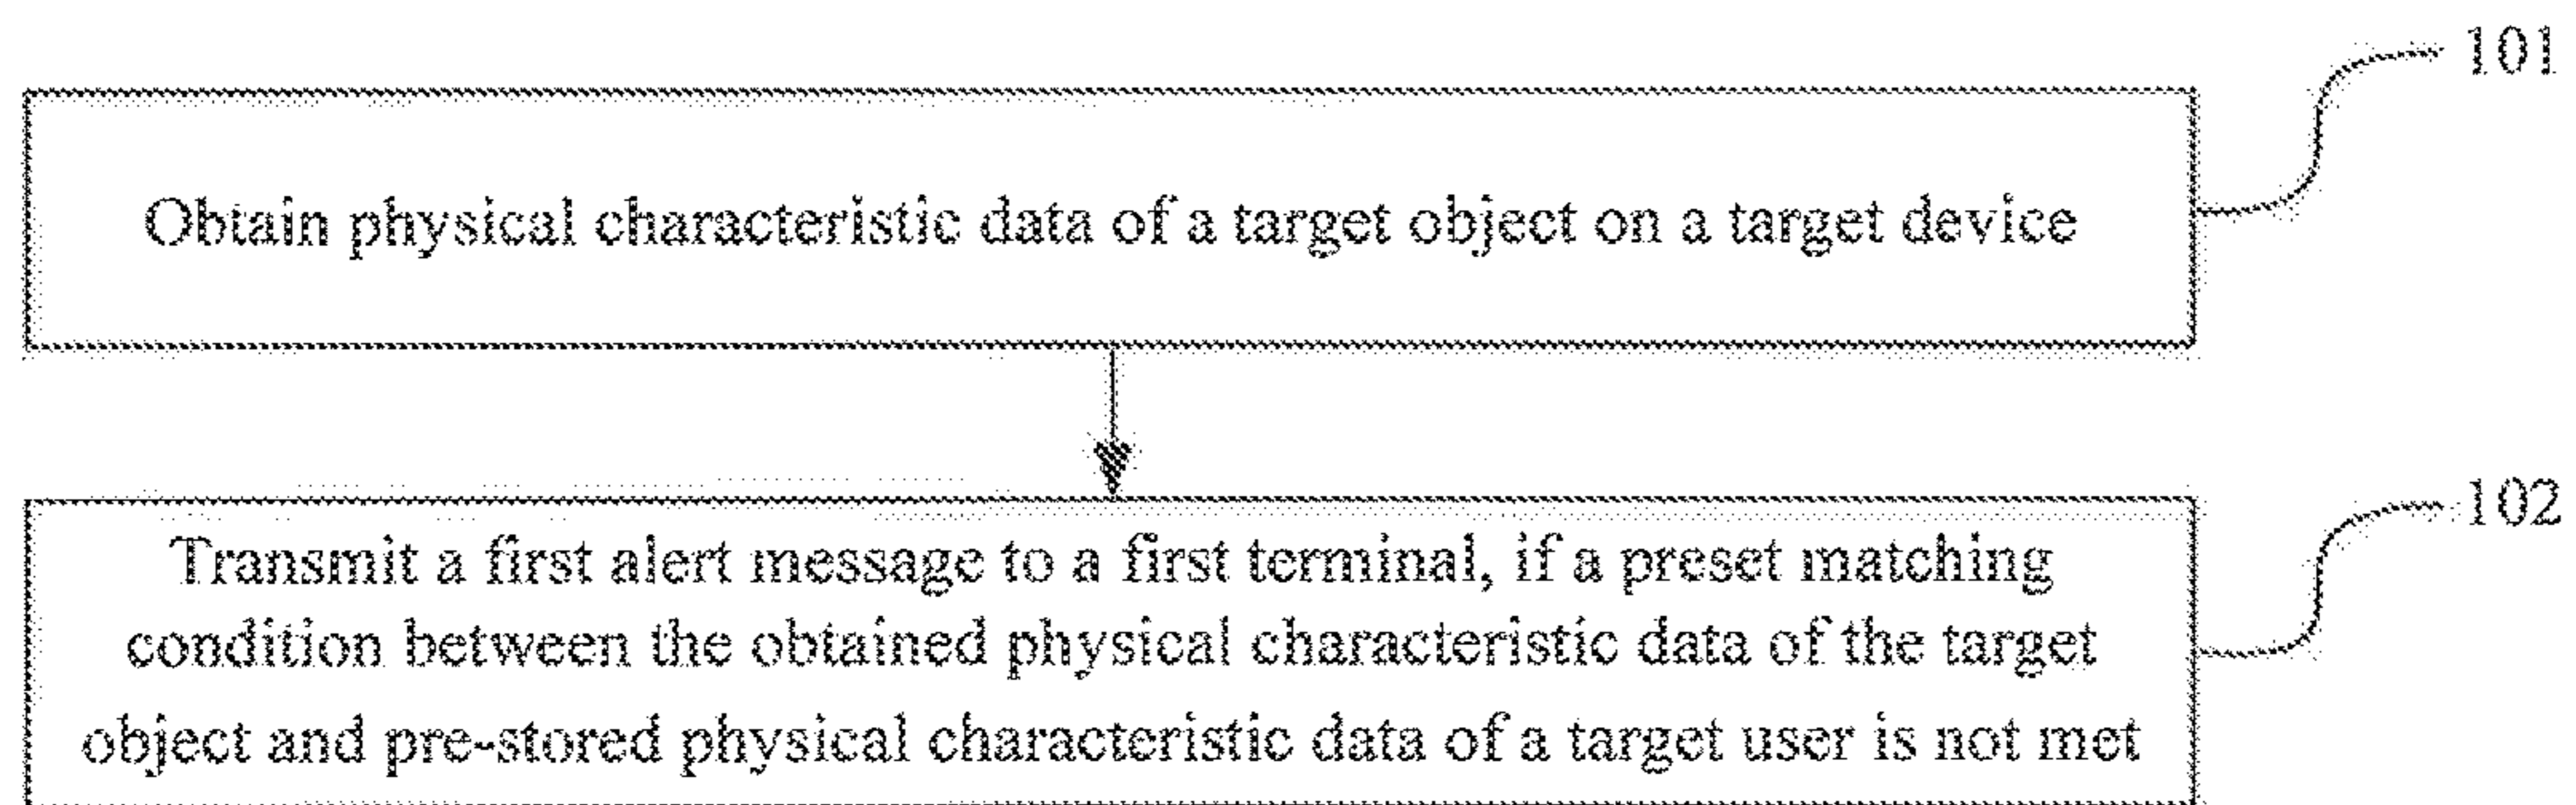 101
Obtain physical characteristic data of a target object on a target device
102
Transmit a first alert message to a first terminal, if a preset matching
condition between the obtained physical characteristic data of the target
object and pre-stored physical characteristic data of a target user is not met